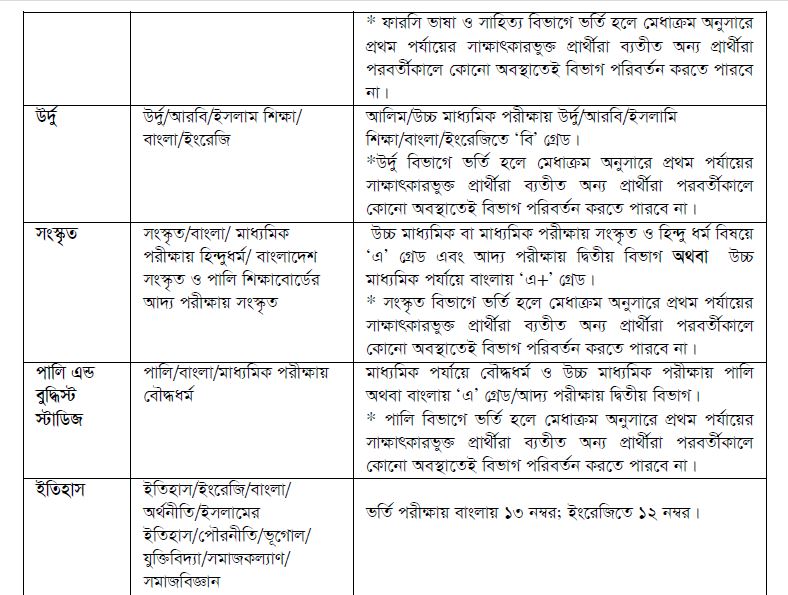 * ফারসি ভাষা ও সাহিত্য বিভাগে ভর্তি হলে মেধাক্রম অনুসারে
প্রথম পর্যায়ের সাক্ষাৎকারভুক্ত প্রার্থীরা ব্যতীত অন্য প্রার্থীরা
পরবর্তীকালে কোনো অবস্থাতেই বিভাগ পরিবর্তন করতে পারবে
না।
উর্দু
উর্দু/আরবি/ইসলাম শিক্ষা/
বাংলা/ইংরেজি
আলিম/উচ্চ মাধ্যমিক পরীক্ষায় উর্দু/আরবি/ইসলামি
শিক্ষা/বাংলা/ইংরেজিতে ‘বি’ গ্রেড।
*উর্দু বিভাগে ভর্তি হলে মেধাক্রম অনুসারে প্রথম পর্যায়ের
সাক্ষাৎকারভুক্ত প্রার্থীরা ব্যতীত অন্য প্রার্থীরা পরবর্তীকালে
কোনো অবস্থাতেই বিভাগ পরিবর্তন করতে পারবে না।
সংস্কৃত
সংস্কৃত/বাংলা/ মাধ্যমিক
পরীক্ষায় হিন্দুধর্ম/ বাংলাদেশ
সংস্কৃত ও পালি শিক্ষাবোর্ডের
আদ্য পরীক্ষায় সংস্কৃত
উচ্চ মাধ্যমিক বা মাধ্যমিক পরীক্ষায় সংস্কৃত ও হিন্দু ধর্ম বিষয়ে
‘এ’ গ্রেড এবং আদ্য পরীক্ষায় দ্বিতীয় বিভাগ অথবা উচ্চ
মাধ্যমিক পর্যায়ে বাংলায় ‘এ+’ গ্রেড।
* সংস্কৃত বিভাগে ভর্তি হলে মেধাক্রম অনুসারে প্রথম পর্যায়ের
সাক্ষাৎকারভুক্ত প্রার্থীরা ব্যতীত অন্য প্রার্থীরা পরবর্তীকালে
কোনো অবস্থাতেই বিভাগ পরিবর্তন করতে পারবে না।
পালি এন্ড
বুদ্ধিস্ট
স্টাডিজ
পালি/বাংলা/মাধ্যমিক পরীক্ষায়
বৌদ্ধধর্ম
মাধ্যমিক পর্যায়ে বৌদ্ধধর্ম ও উচ্চ মাধ্যমিক পরীক্ষায় পালি
অথবা বাংলায় ‘এ’ গ্রেড/আদ্য পরীক্ষায় দ্বিতীয় বিভাগ।
* পালি বিভাগে ভর্তি হলে মেধাক্রম অনুসারে প্রথম পর্যায়ের
সাক্ষাৎকারভুক্ত প্রার্থীরা ব্যতীত অন্য প্রার্থীরা পরবর্তীকালে
কোনো অবস্থাতেই বিভাগ পরিবর্তন করতে পারবে না।
ইতিহাস
ইতিহাস/ইংরেজি/বাংলা/
অর্থনীতি/ইসলামের
ইতিহাস/পৌরনীতি/ভূগোল/
যুক্তিবিদ্যা/সমাজকল্যাণ/
সমাজবিজ্ঞান
ভর্তি পরীক্ষায় বাংলায় ১৩ নম্বর; ইংরেজিতে ১২ নম্বর।